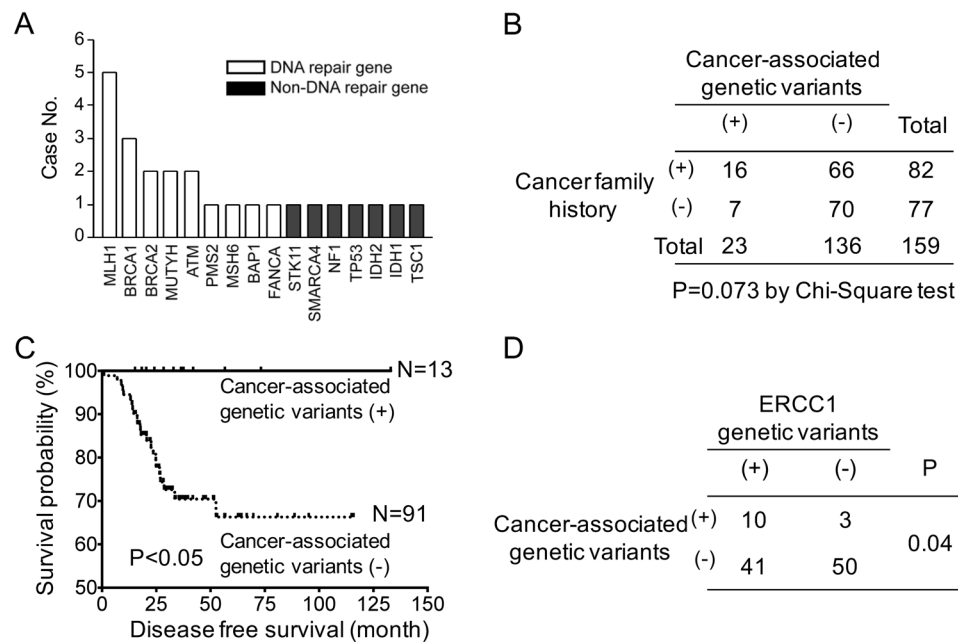 A
6
5
4
3
2
1
0
Case No.
DNA repair gene
Non-DNA repair gene
MLH1
BRCA1
BRCA2
MUTYH
ATM
PMS2
MSH6
BAP1
FANCA
STK11
SMARCA4
NF1
TP53
IDH2
IDH1
TSC1
B
Cancer-associated
genetic variants
(+) (-) Total
Cancer family
history
(+) 16 66 82
(-) 7 70 77
Total 23 136 159
P=0.073 by Chi-Square test
C
Survival probability (%)
100
90
80
70
60
50
N=13
Cancer-associated
genetic variants (+)
N=91
Cancer-associated
genetic variants (-)
P<0.05
0 25 50 75 100 125 150
Disease free survival (month)
D
ERCC1
genetic variants
(+) (-) P
Cancer-associated
genetic variants
(+) 10 3
(-) 41 50
0.04